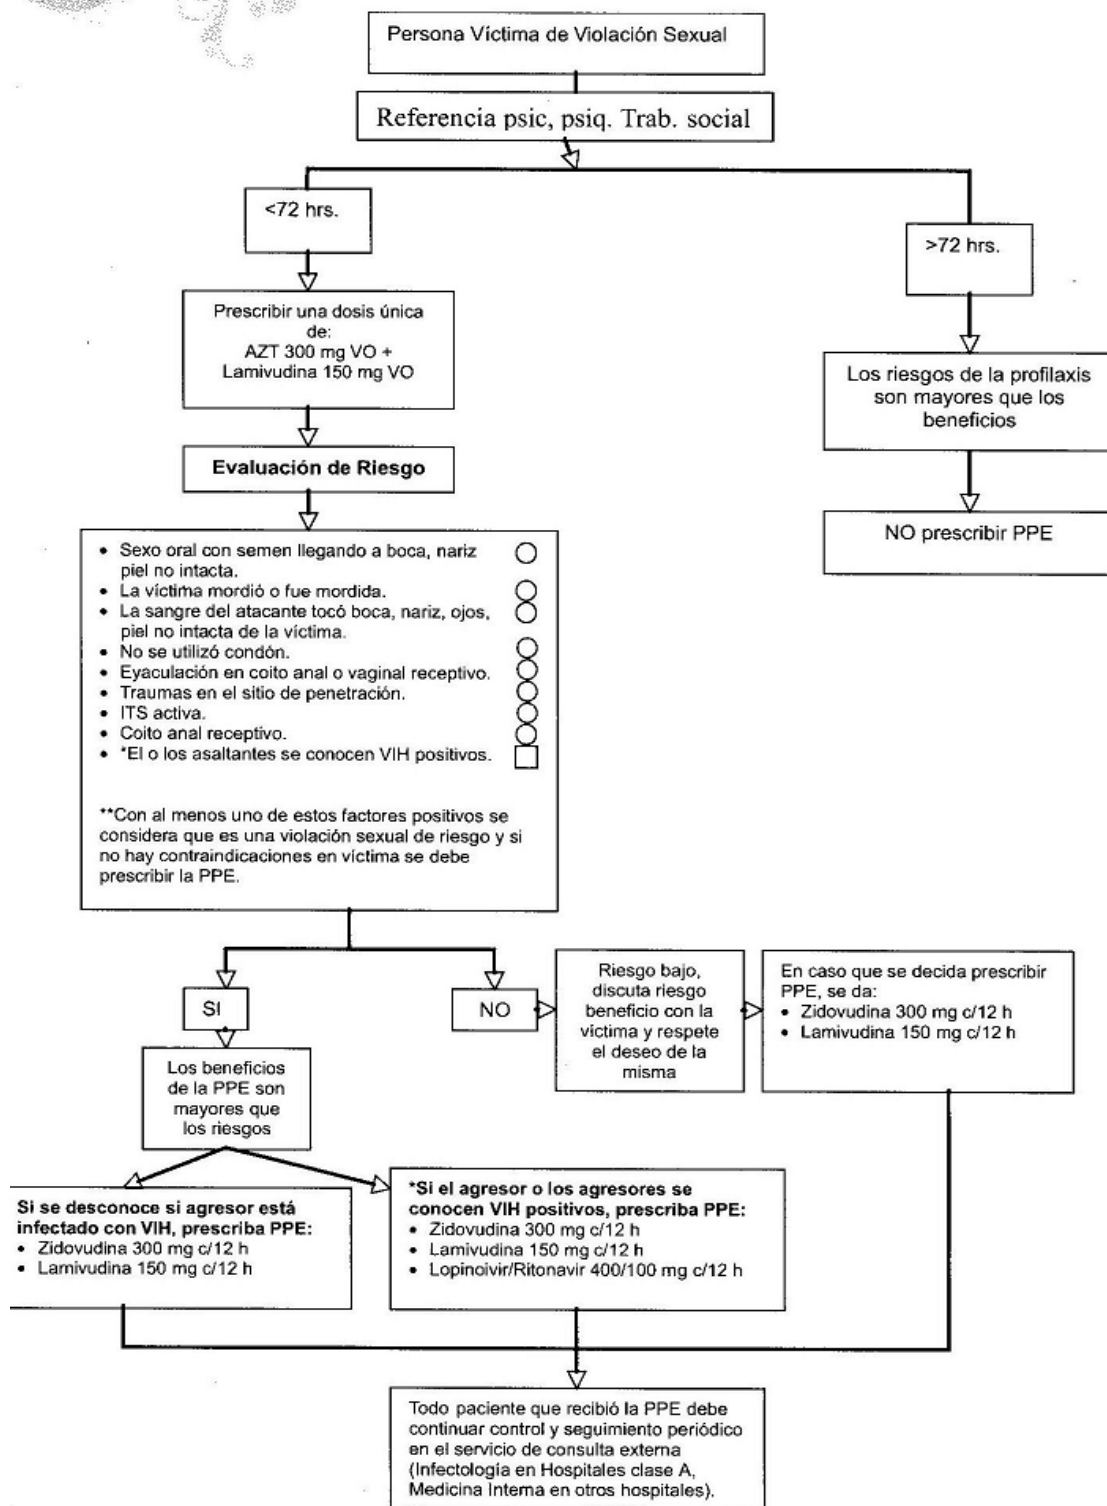 Persona Víctima de Violación Sexual
Referencia psic, psiq. Trab. social
<72 hrs.
>72 hrs.
Prescribir una dosis única
de:
AZT 300 mg VO +
Lamivudina 150 mg VO
Los riesgos de la profilaxis
son mayores que los
beneficios
Evaluación de Riesgo
NO prescribir PPE
• Sexo oral con semen llegando a boca, nariz
piel no intacta.
• La víctima mordió o fue mordida.
• La sangre del atacante tocó boca, nariz, ojos,
piel no intacta de la víctima.
• No se utilizó condón.
• Eyaculación en coito anal o vaginal receptivo.
• Traumas en el sitio de penetración.
• ITS activa.
• Coito anal receptivo.
• *El o los asaltantes se conocen VIH positivos.
**Con al menos uno de estos factores positivos se
considera que es una violación sexual de riesgo y si
no hay contraindicaciones en víctima se debe
prescribir la PPE.
SI
NO
Riesgo bajo,
discuta riesgo
beneficio con la
víctima y respete
el deseo de la
misma
En caso que se decida prescribir
PPE, se da:
• Zidovudina 300 mg c/12 h
• Lamivudina 150 mg c/12 h
Los beneficios
de la PPE son
mayores que
los riesgos
Si se desconoce si agresor está
infectado con VIH, prescriba PPE:
• Zidovudina 300 mg c/12 h
• Lamivudina 150 mg c/12 h
*Si el agresor o los agresores se
conocen VIH positivos, prescriba PPE:
• Zidovudina 300 mg c/12 h
• Lamivudina 150 mg c/12 h
• Lopinoivir/Ritonavir 400/100 mg c/12 h
Todo paciente que recibió la PPE debe
continuar control y seguimiento periódico
en el servicio de consulta externa
(Infectología en Hospitales clase A,
Medicina Interna en otros hospitales).